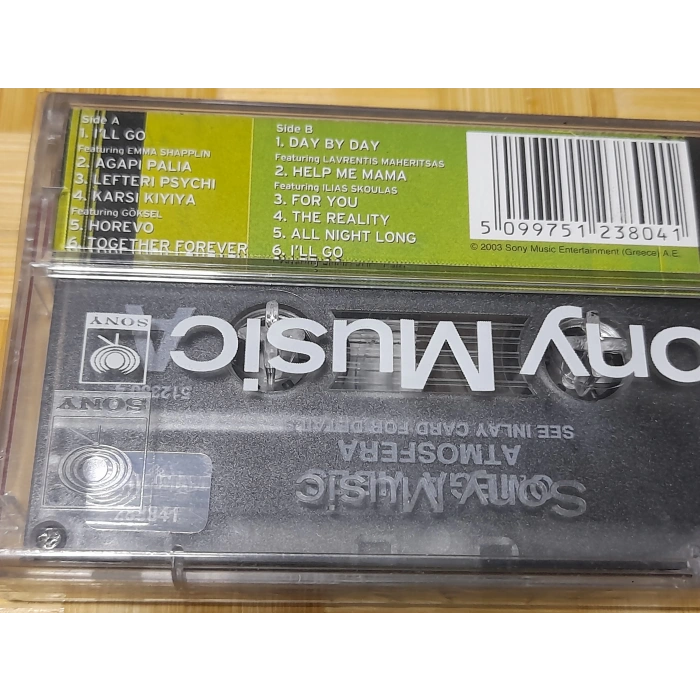 Side A
1. I'LL GO
Featuring EMMA SHAPPLIN
2. AGAPI PALIA
3. LEFTERI PSYCHI
4. KARSI KIYIYA
Featuring GÖKSEL
5. HOREVO
6. TOGETHER FOREVER
Side B
1. DAY BY DAY
Featuring LAVRENTIS MAHERITSAS
2. HELP ME MAMA
Featuring ILIAS SKOULAS
3. FOR YOU
4. THE REALITY
5. ALL NIGHT LONG
6. I'LL GO
5 099751 238041
© 2003 Sony Music Entertainment (Greece) A.E.
ony Music
SONY
A
SONY
SEE INLAY CARD FOR DETAILS
ATMOSFERA
Sony Music